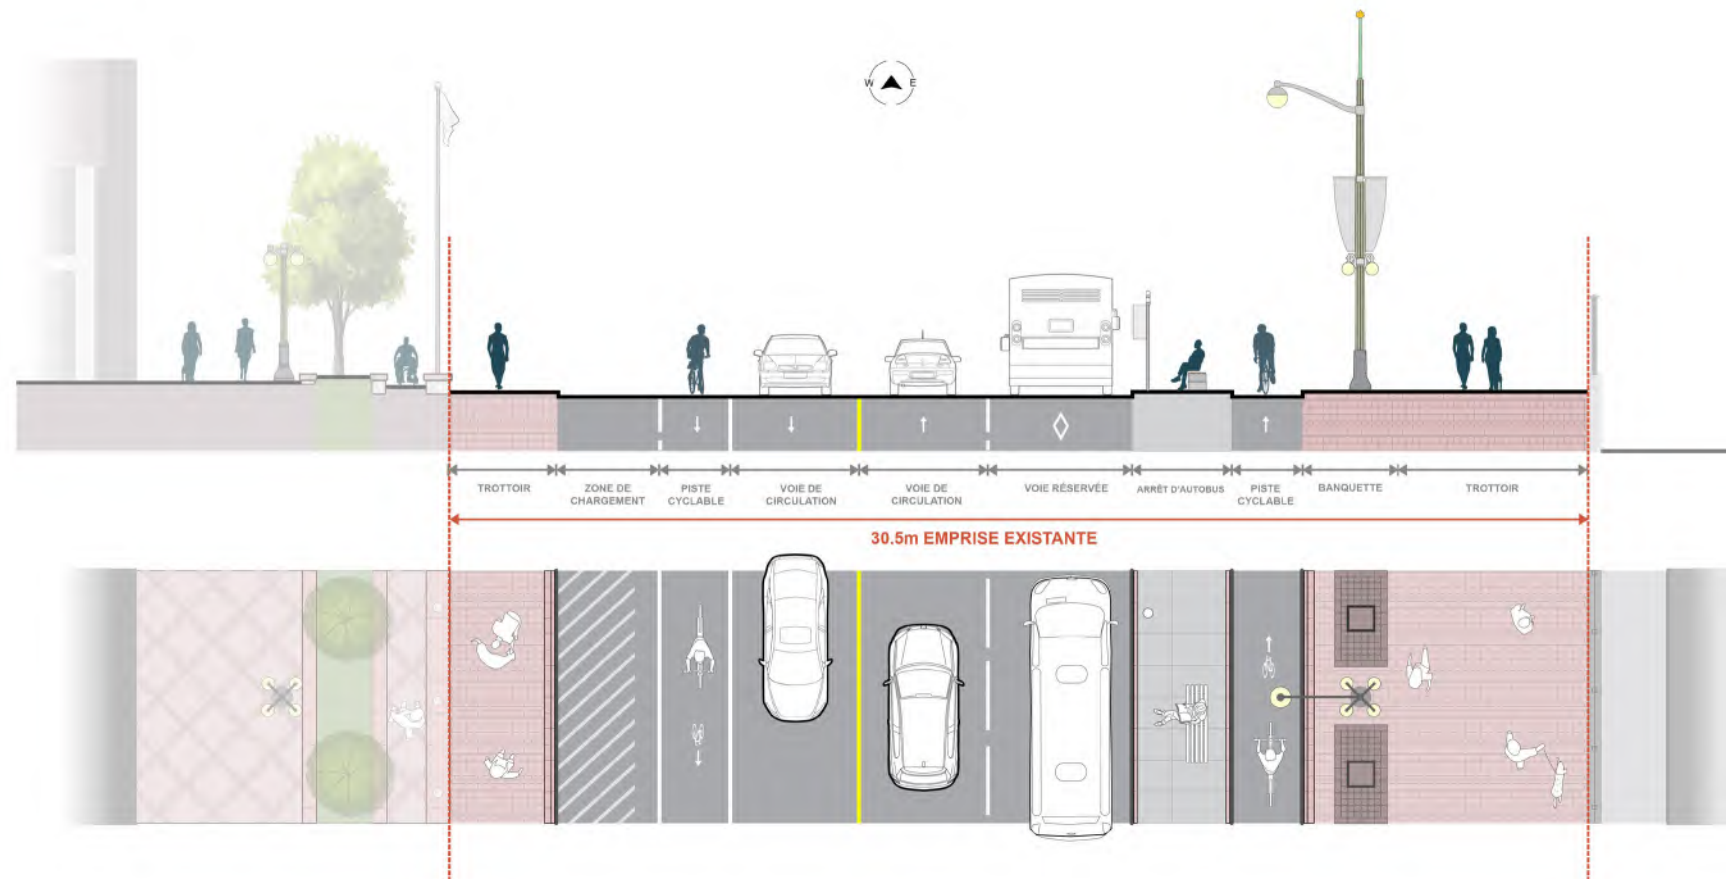 W E
TROTTOIR
ZONE DE
CHARGEMENT
PISTE
CYCLABLE
VOIE DE
CIRCULATION
VOIE DE
CIRCULATION
VOIE RÉSERVÉE
ARRÊT D'AUTOBUS
PISTE
CYCLABLE
BANQUETTE
TROTTOIR
30.5m EMPRISE EXISTANTE